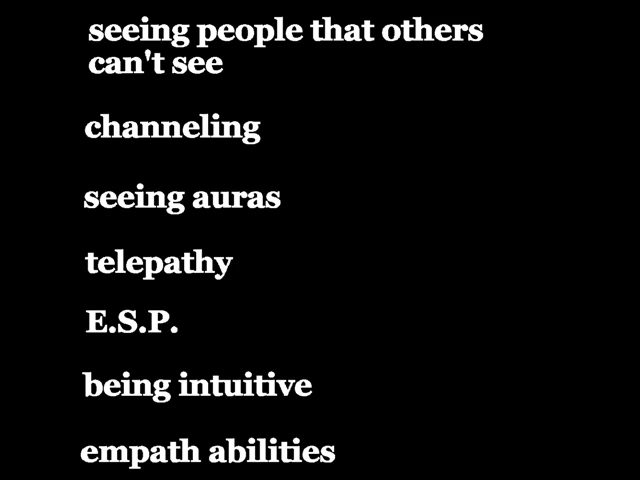 seeing people that others
can't see
channeling
seeing auras
telepathy
E.S.P.
being intuitive
empath abilities